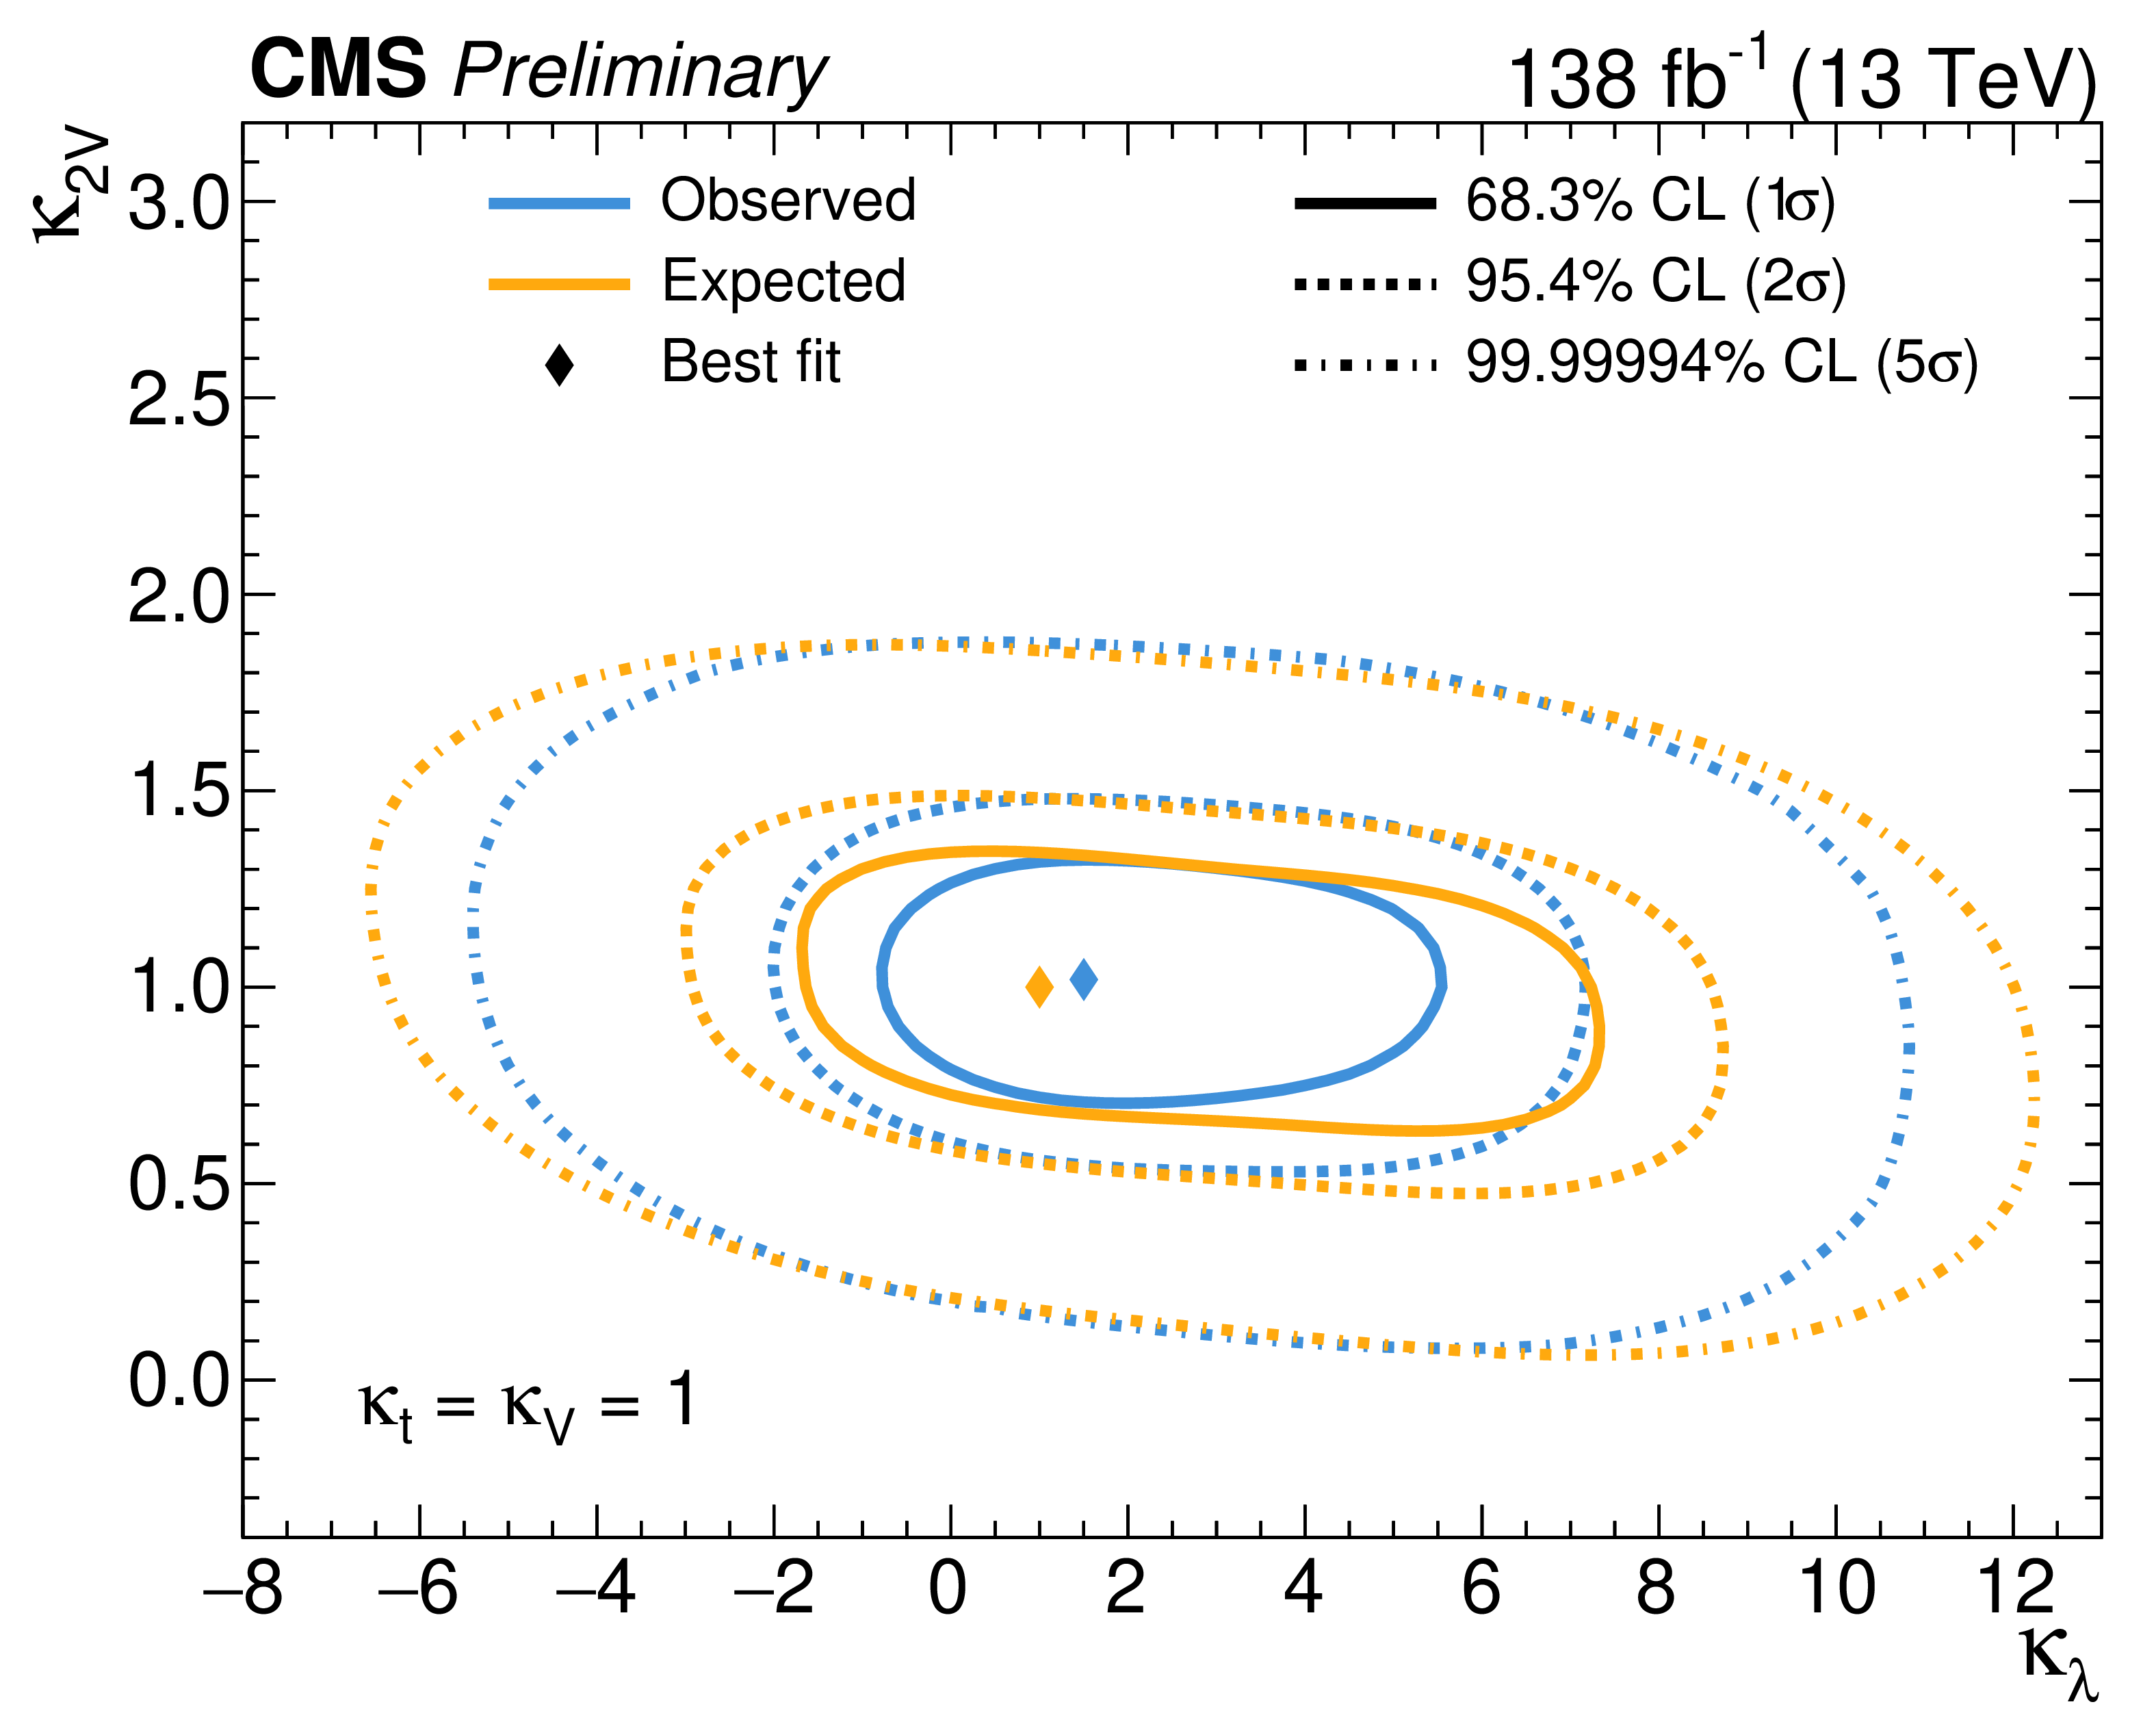 CMS Preliminary
138 fb-1 (13 TeV)
κ2V
Observed
Expected
Best fit
68.3% CL (1σ)
95.4% CL (2σ)
99.99994% CL (5σ)
3.0
2.5
2.0
1.5
1.0
0.5
0.0
κt = κV = 1
−8 −6 −4 −2 0 2 4 6 8 10 12
κλ